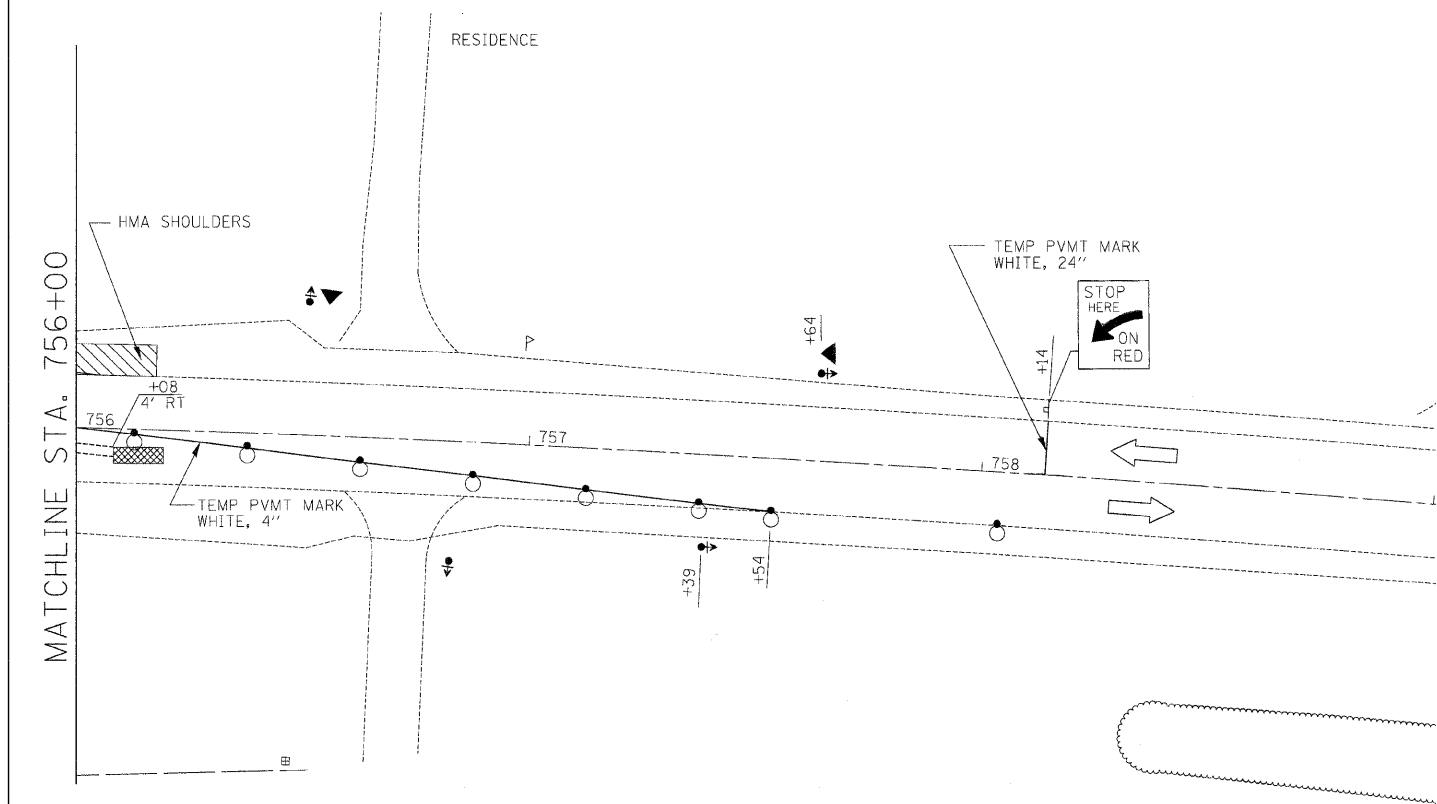 RESIDENCE
HMA SHOULDERS
MATCHLINE STA. 756+00
+08
4' RT
756
757
758
TEMP PVMT MARK
WHITE, 4"
+64
TEMP PVMT MARK
WHITE, 24"
STOP
HERE
ON
RED
+14
+39
+54